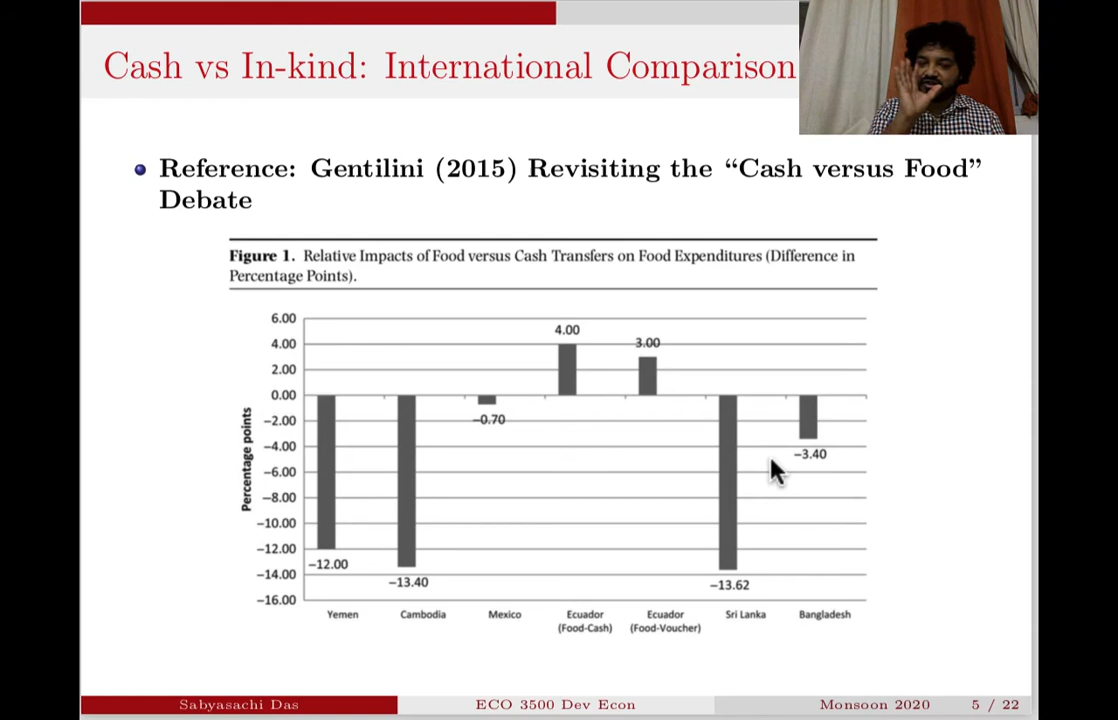 Cash vs In-kind: International Comparison
Reference: Gentilini (2015) Revisiting the “Cash versus Food”
Debate
Figure 1. Relative Impacts of Food versus Cash Transfers on Food Expenditures (Difference in
Percentage Points).
6.00
4.00
2.00
0.00
−2.00
−4.00
−6.00
−8.00
−10.00
−12.00
−14.00
−16.00
Percentage points
−12.00
−13.40
−0.70
4.00
3.00
−13.62
−3.40
Yemen
Cambodia
Mexico
Ecuador
(Food-Cash)
Ecuador
(Food-Voucher)
Sri Lanka
Bangladesh
Sabyasachi Das
ECO 3500 Dev Econ
Monsoon 2020
5 / 22